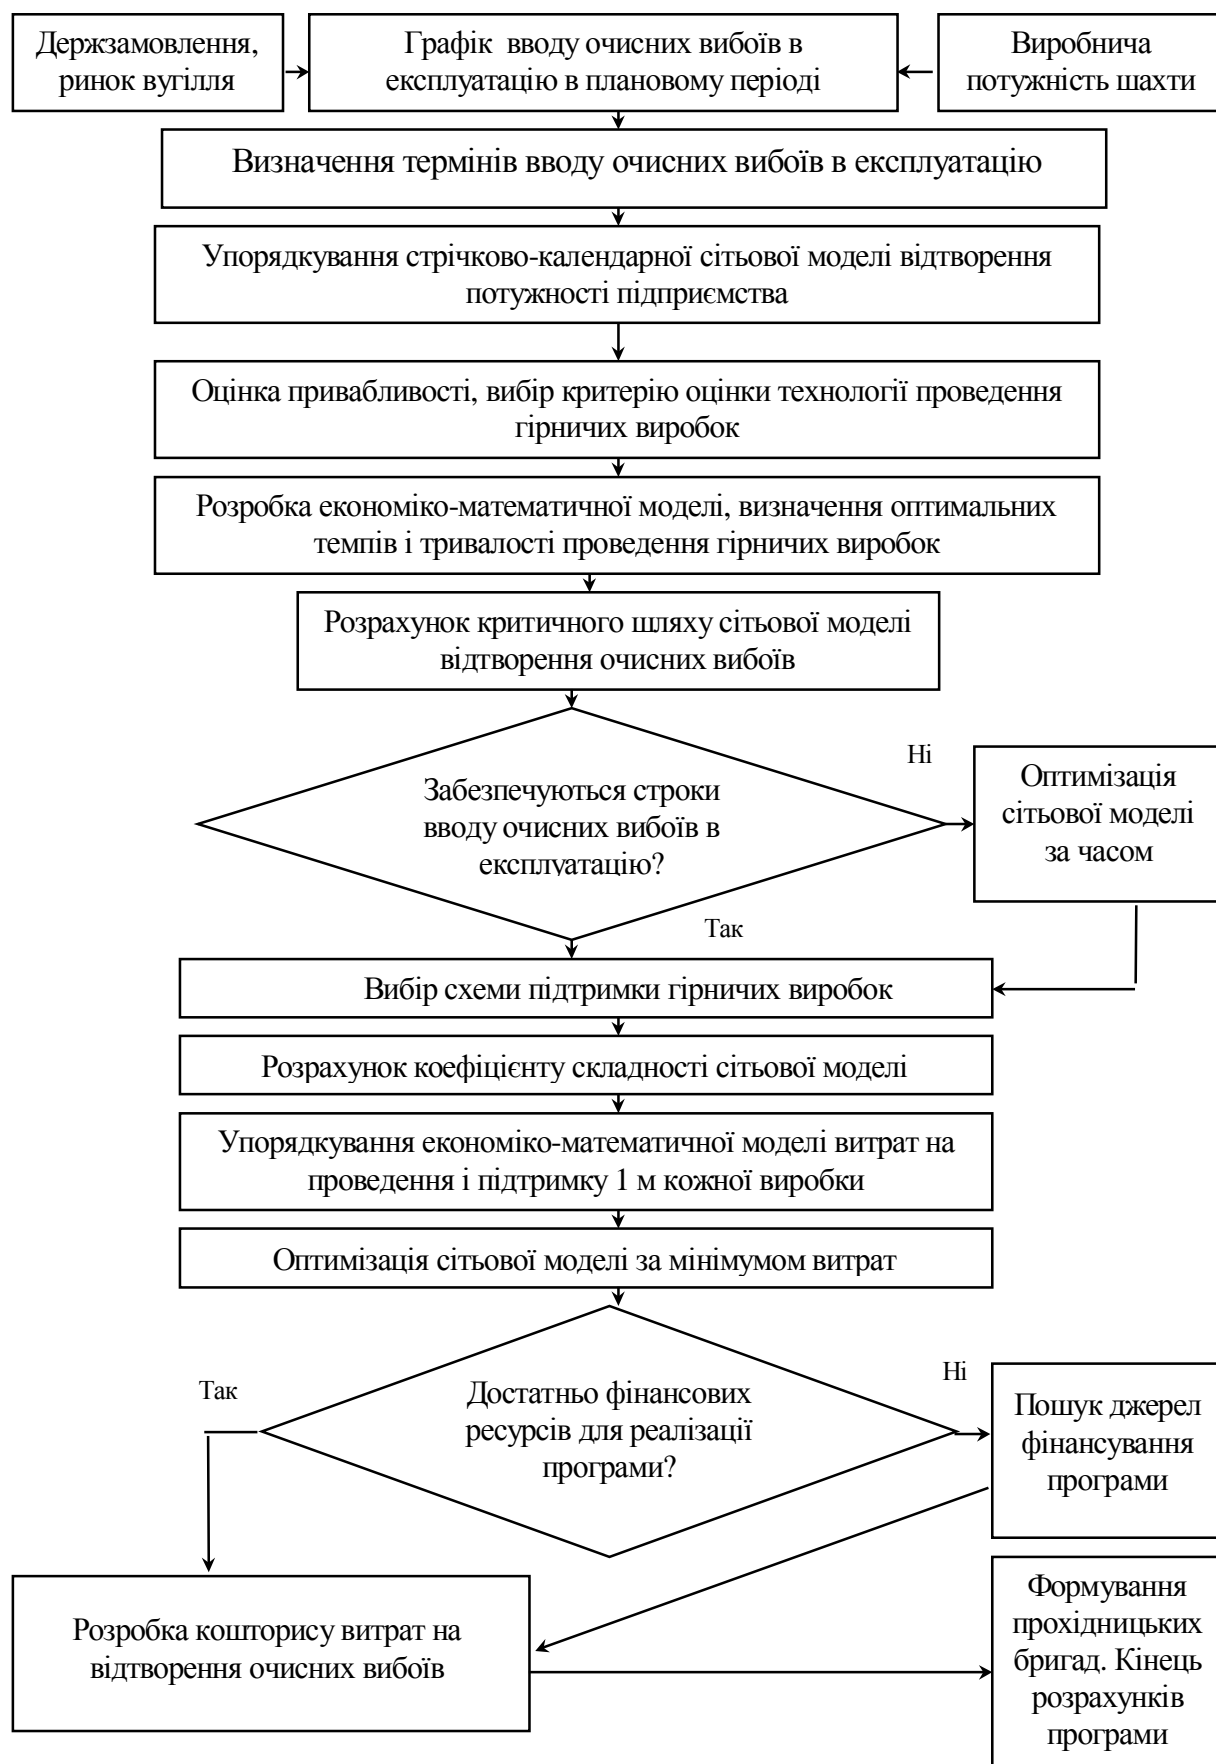 Держзамовлення,
ринок вугілля
Графік вводу очисних вибоїв в
експлуатацію в плановому періоді
Виробнича
потужність шахти
Визначення термінів вводу очисних вибоїв в експлуатацію
Упорядкування стрічково-календарної сітьової моделі відтворення
потужності підприємства
Оцінка привабливості, вибір критерію оцінки технології проведення
гірничих виробок
Розробка економіко-математичної моделі, визначення оптимальних
темпів і тривалості проведення гірничих виробок
Розрахунок критичного шляху сітьової моделі
відтворення очисних вибоїв
Забезпечуються строки
вводу очисних вибоїв в
експлуатацію?
Ні
Оптимізація
сітьової моделі
за часом
Так
Вибір схеми підтримки гірничих виробок
Розрахунок коефіцієнту складності сітьової моделі
Упорядкування економіко-математичної моделі витрат на
проведення і підтримку 1 м кожної виробки
Оптимізація сітьової моделі за мінімумом витрат
Так
Достатньо фінансових
ресурсів для реалізації
програми?
Ні
Пошук джерел
фінансування
програми
Розробка кошторису витрат на
відтворення очисних вибоїв
Формування
прохідницьких
бригад. Кінець
розрахунків
програми